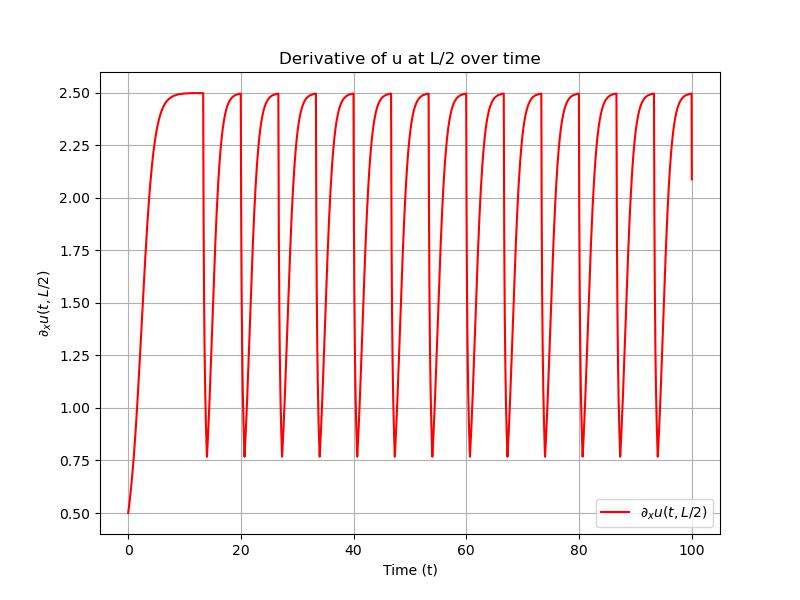 Derivative of u at L/2 over time
∂ₓu(t, L/2)
2.50
2.25
2.00
1.75
1.50
1.25
1.00
0.75
0.50
∂ₓu(t, L/2)
0 20 40 60 80 100
Time (t)